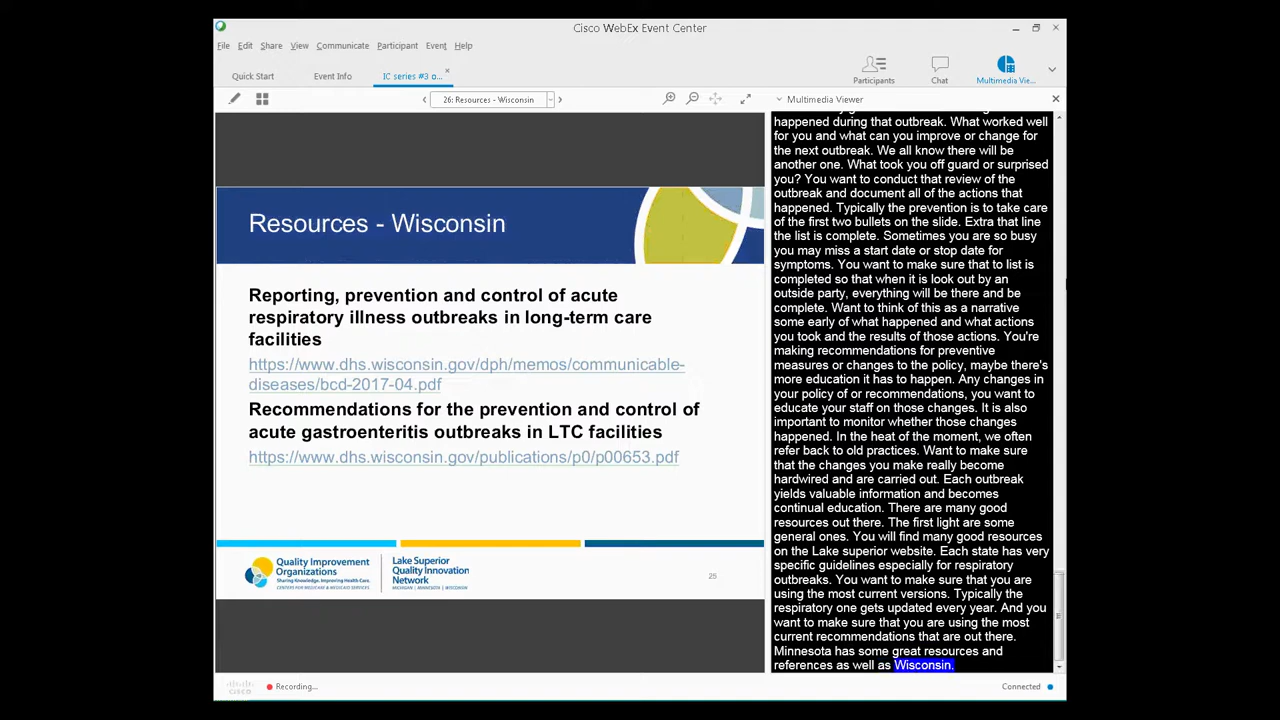 Cisco WebEx Event Center
File Edit Share View Communicate Participant Event Help
Quick Start Event Info IC series #3 o...
Participants Chat Multimedia Vie...
26: Resources - Wisconsin
Multimedia Viewer
Resources - Wisconsin
Reporting, prevention and control of acute
respiratory illness outbreaks in long-term care
facilities
https://www.dhs.wisconsin.gov/dph/memos/communicable-
diseases/bcd-2017-04.pdf
Recommendations for the prevention and control of
acute gastroenteritis outbreaks in LTC facilities
https://www.dhs.wisconsin.gov/publications/p0/p00653.pdf
Quality Improvement
Organizations
Sharing Knowledge. Improving Health Care.
CENTERS FOR MEDICARE & MEDICAID SERVICES
Lake Superior
Quality Innovation
Network
MICHIGAN | MINNESOTA | WISCONSIN
25
happened during that outbreak. What worked well
for you and what can you improve or change for
the next outbreak. We all know there will be
another one. What took you off guard or surprised
you? You want to conduct that review of the
outbreak and document all of the actions that
happened. Typically the prevention is to take care
of the first two bullets on the slide. Extra that line
the list is complete. Sometimes you are so busy
you may miss a start date or stop date for
symptoms. You want to make sure that to list is
completed so that when it is look out by an
outside party, everything will be there and be
complete. Want to think of this as a narrative
some early of what happened and what actions
you took and the results of those actions. You're
making recommendations for preventive
measures or changes to the policy, maybe there's
more education it has to happen. Any changes in
your policy of or recommendations, you want to
educate your staff on those changes. It is also
important to monitor whether those changes
happened. In the heat of the moment, we often
refer back to old practices. Want to make sure
that the changes you make really become
hardwired and are carried out. Each outbreak
yields valuable information and becomes
continual education. There are many good
resources out there. The first light are some
general ones. You will find many good resources
on the Lake superior website. Each state has very
specific guidelines especially for respiratory
outbreaks. You want to make sure that you are
using the most current versions. Typically the
respiratory one gets updated every year. And you
want to make sure that you are using the most
current recommendations that are out there.
Minnesota has some great resources and
references as well as Wisconsin.
cisco
Recording...
Connected